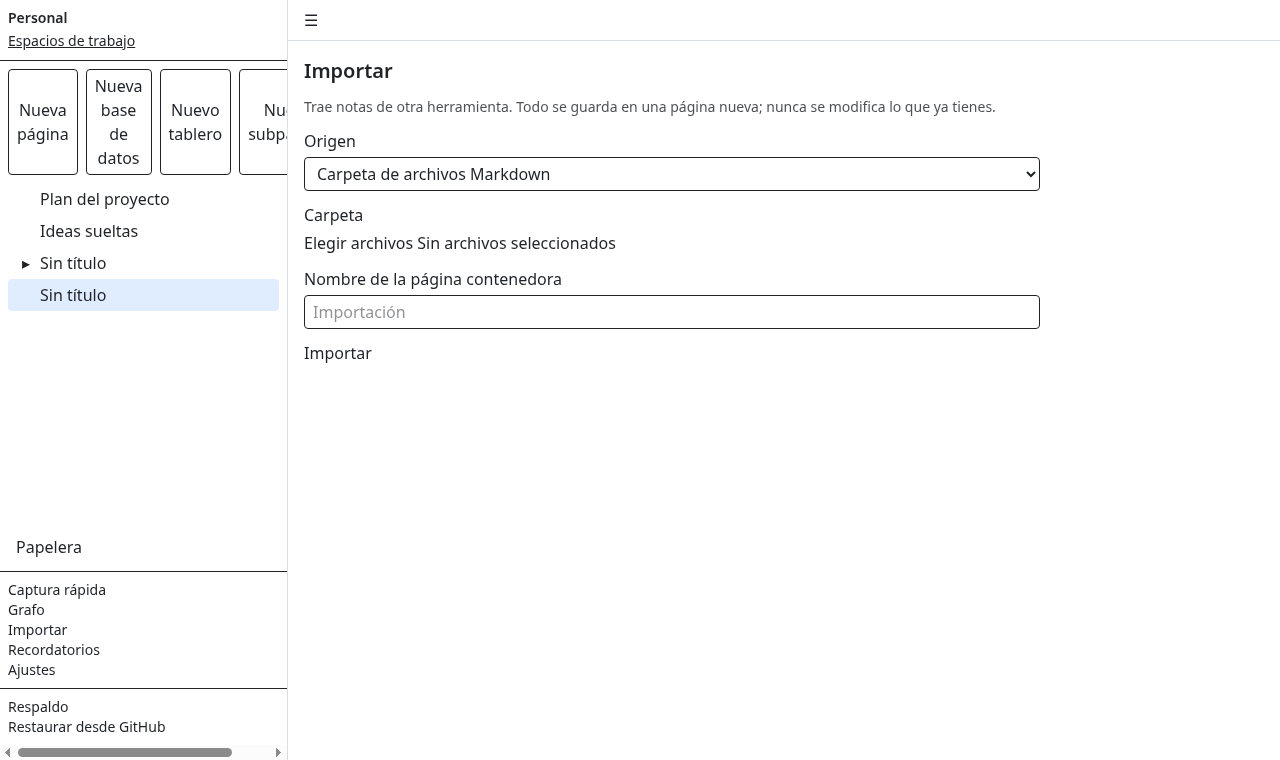 Personal
Espacios de trabajo
Nueva página
Nueva base de datos
Nuevo tablero
Plan del proyecto
Ideas sueltas
▸ Sin título
Sin título
Papelera
Captura rápida
Grafo
Importar
Recordatorios
Ajustes
Respaldo
Restaurar desde GitHub
☰
Importar
Trae notas de otra herramienta. Todo se guarda en una página nueva; nunca se modifica lo que ya tienes.
Origen
Carpeta de archivos Markdown
Carpeta
Elegir archivos Sin archivos seleccionados
Nombre de la página contenedora
Importación
Importar